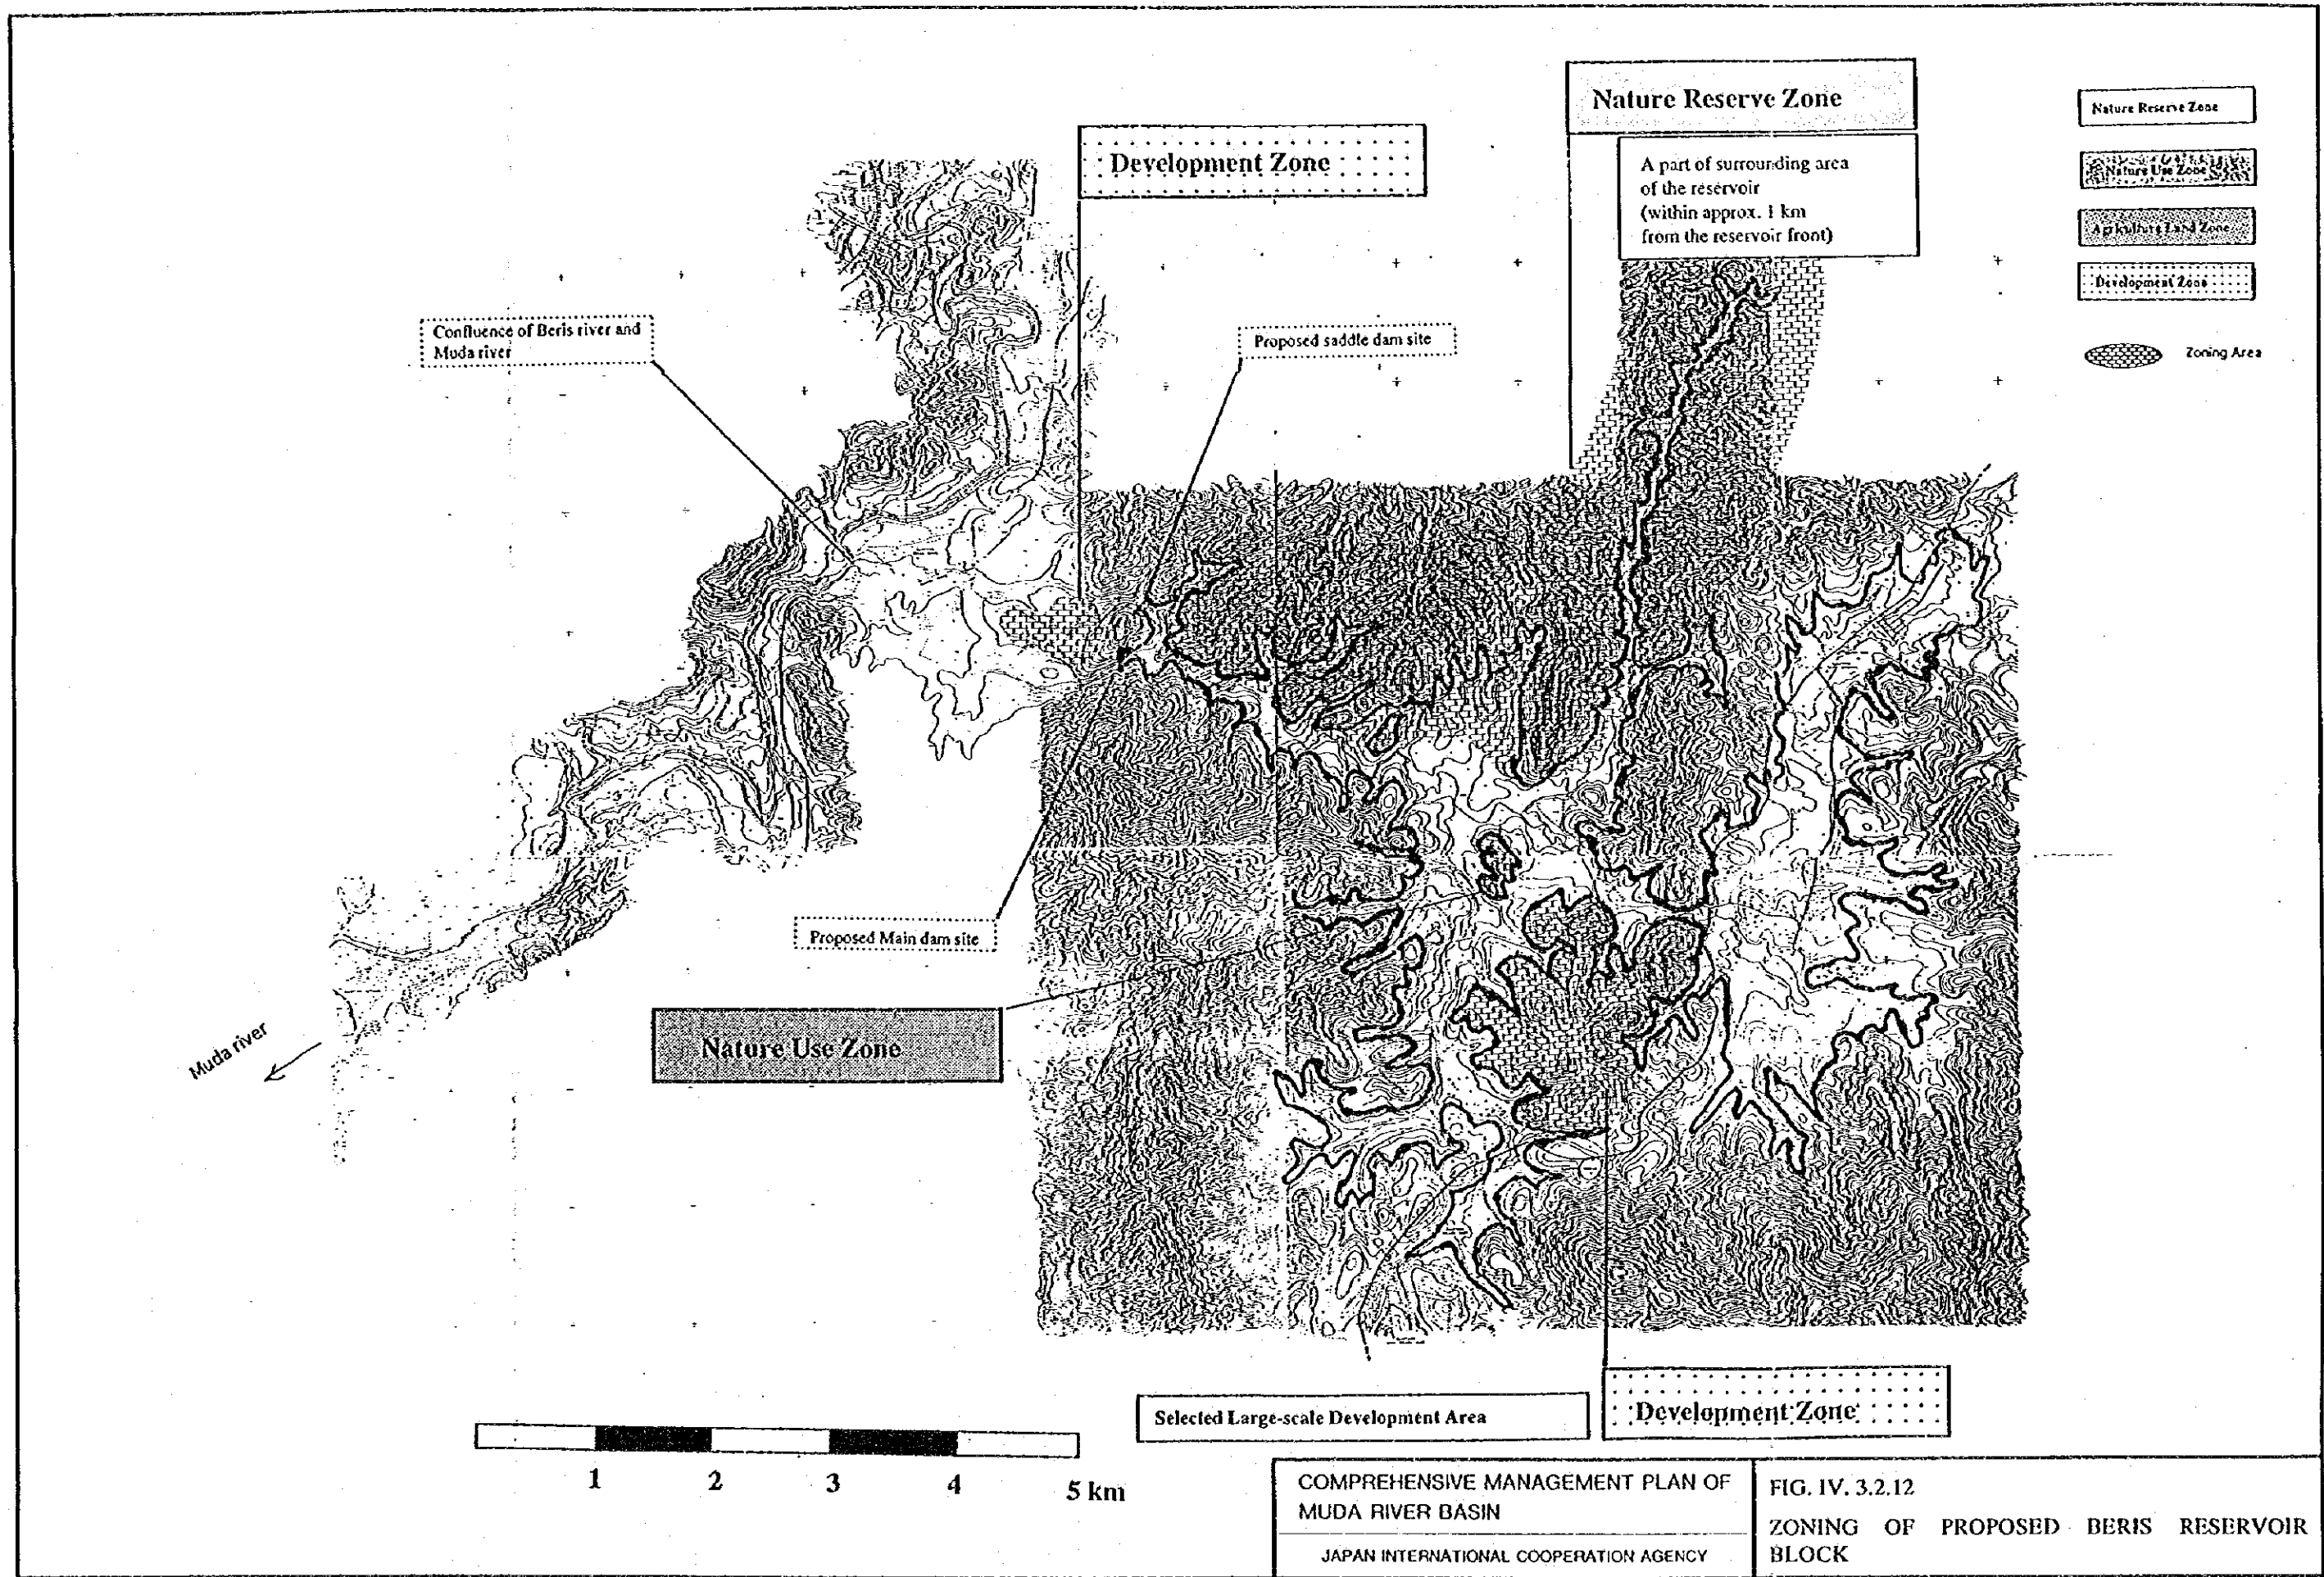 Nature Reserve Zone
Development Zone
A part of surrounding area
of the reservoir
(within approx. 1 km
from the reservoir front)
Nature Reserve Zone
Nature Use Zone
Agriculture Land Zone
Development Zone
Zoning Area
Confluence of Beris river and
Muda river
Proposed saddle dam site
Proposed Main dam site
Nature Use Zone
Muda river
Selected Large-scale Development Area
Development Zone
1 2 3 4 5 km
COMPREHENSIVE MANAGEMENT PLAN OF
MUDA RIVER BASIN
JAPAN INTERNATIONAL COOPERATION AGENCY
FIG. IV. 3.2.12
ZONING OF PROPOSED BERIS RESERVOIR
BLOCK